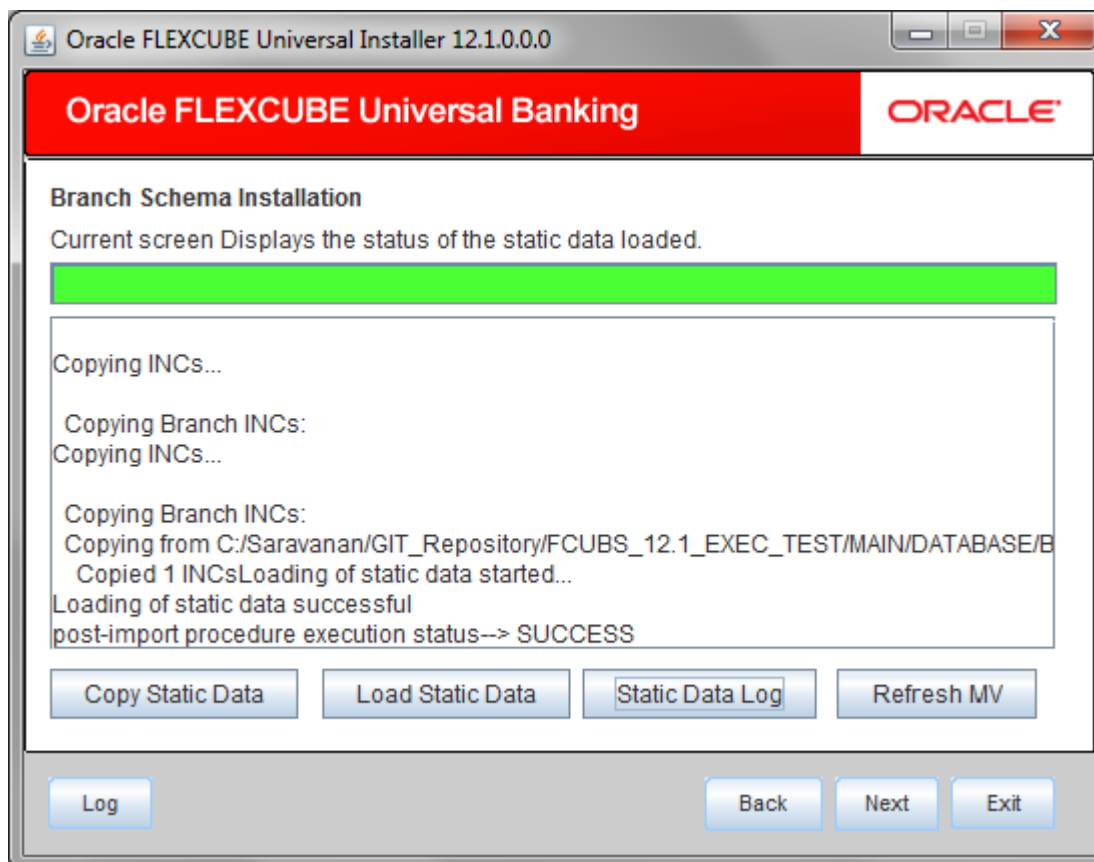 Oracle FLEXCUBE Universal Installer 12.1.0.0.0
Oracle FLEXCUBE Universal Banking
ORACLE
Branch Schema Installation
Current screen Displays the status of the static data loaded.
Copying INCs...
Copying Branch INCs:
Copying INCs...
Copying Branch INCs:
Copying from C:/Saravanan/GIT_Repository/FCUBS_12.1_EXEC_TEST/MAIN/DATABASE/B
Copied 1 INCsLoading of static data started...
Loading of static data successful
post-import procedure execution status--> SUCCESS
Copy Static Data Load Static Data Static Data Log Refresh MV
Log Back Next Exit